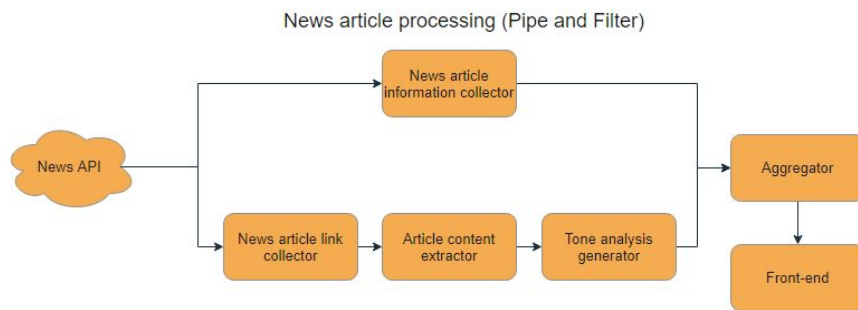 News article processing (Pipe and Filter)
News article
information collector
News API
Aggregator
News article link
collector
Article content
extractor
Tone analysis
generator
Front-end